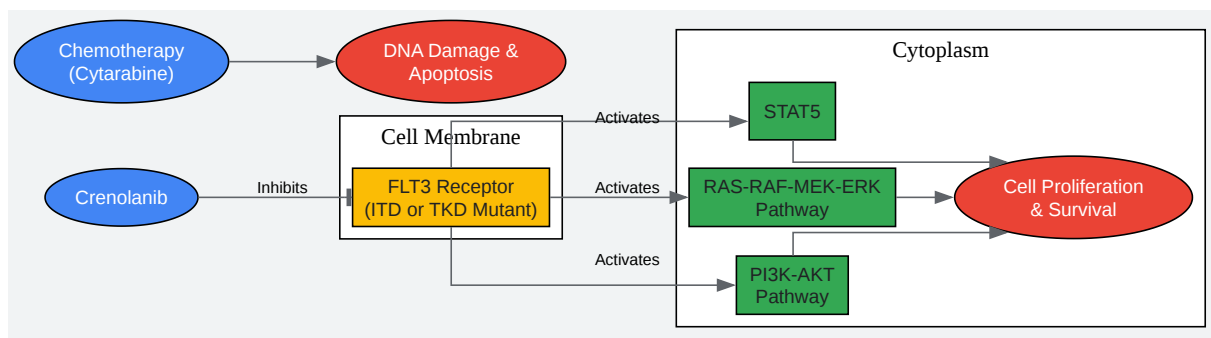 Chemotherapy
(Cytarabine)
DNA Damage &
Apoptosis
Cytoplasm
Cell Membrane
Activates
STAT5
Crenolanib
Inhibits
FLT3 Receptor
(ITD or TKD Mutant)
Activates
RAS-RAF-MEK-ERK
Pathway
Cell Proliferation
& Survival
Activates
PI3K-AKT
Pathway